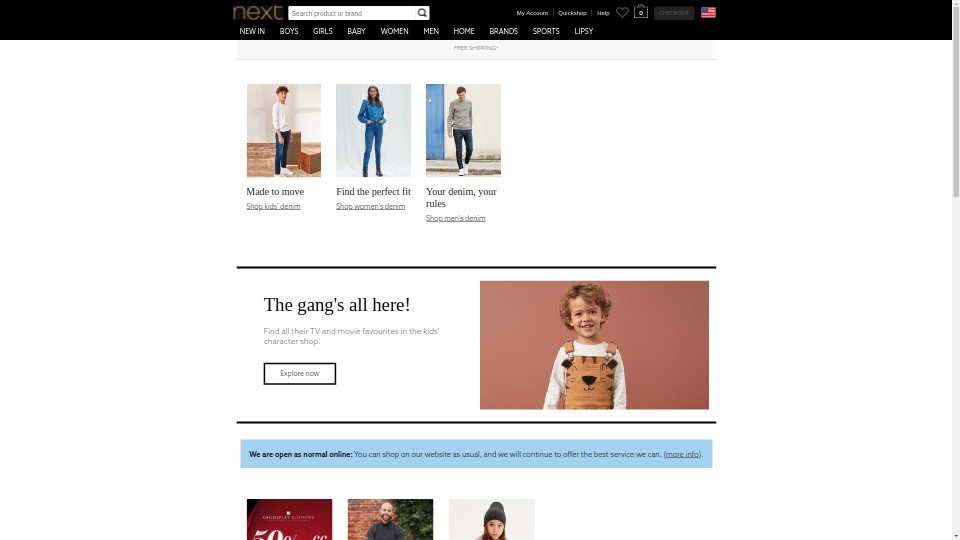 next
Search product or brand
My Account
Quickshop
Help
0
CHECKOUT
NEW IN BOYS GIRLS BABY WOMEN MEN HOME BRANDS SPORTS LIPSY
FREE SHIPPING*
Made to move
Shop kids' denim
Find the perfect fit
Shop women's denim
Your denim, your
rules
Shop men's denim
The gang's all here!
Find all their TV and movie favourites in the kids'
character shop.
Explore now
We are open as normal online: You can shop on our website as usual, and we will continue to offer the best service we can. (more info).
CHILDSPLAY CLOTHING